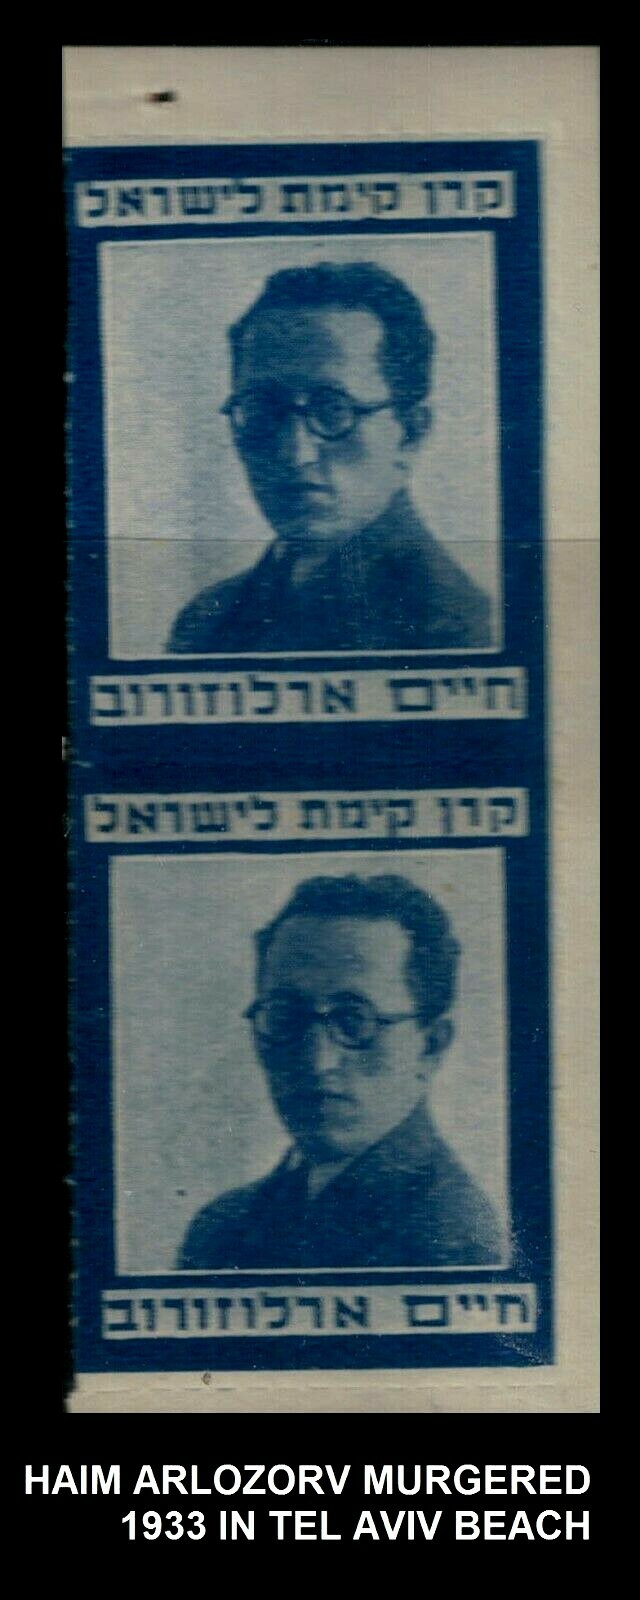 קרן קימת לישראל
חיים ארלוזורוב
קרן קימת לישראל
חיים ארלוזורוב
HAIM ARLOZORV MURGERED
1933 IN TEL AVIV BEACH